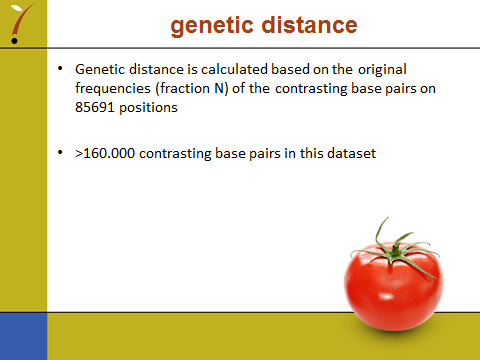 genetic distance
• Genetic distance is calculated based on the original
frequencies (fraction N) of the contrasting base pairs on
85691 positions
• >160.000 contrasting base pairs in this dataset